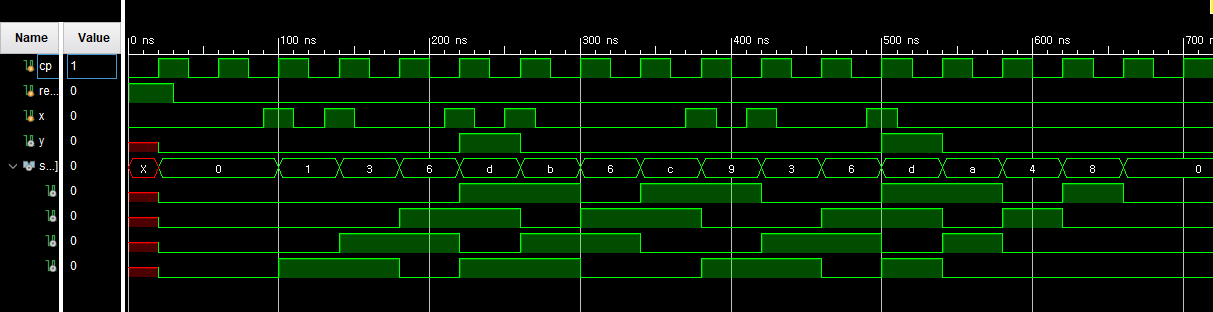 Name Value
0 ns 100 ns 200 ns 300 ns 400 ns 500 ns 600 ns 700 n
cp 1
re... 0
x 0
y 0
s...] 0 X 0 1 3 6 d b 6 c 9 3 6 d a 4 8 0
0
0
0
0